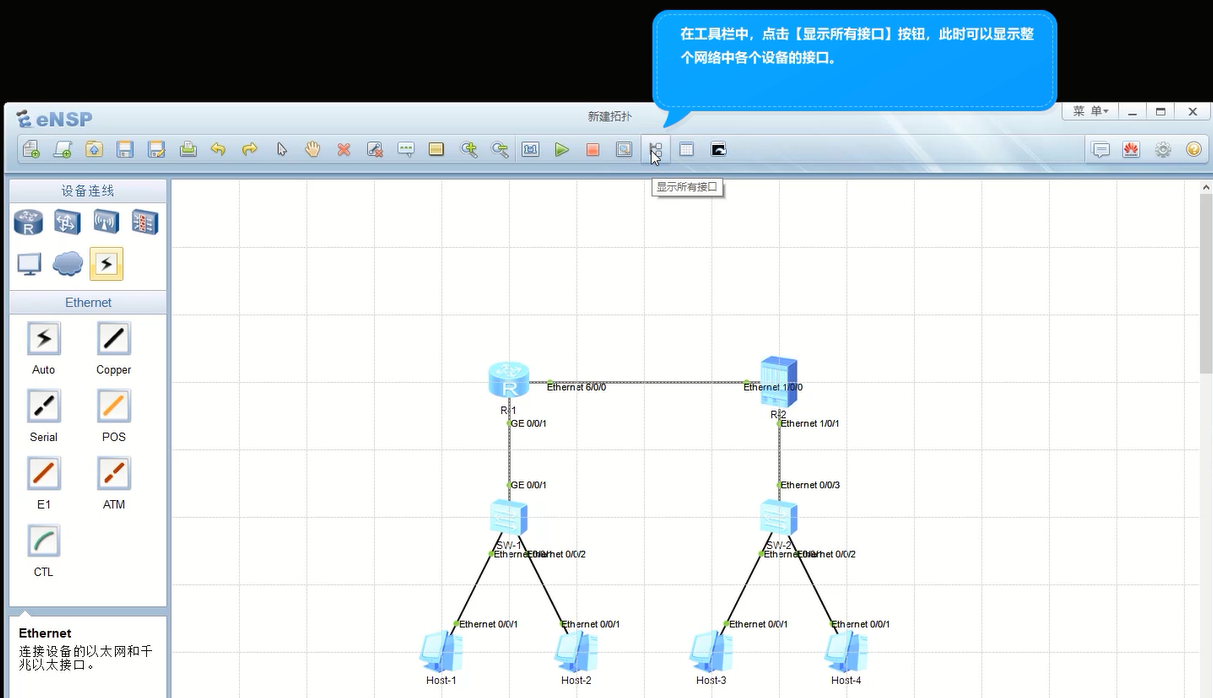 在工具栏中，点击【显示所有接口】按钮，此时可以显示整
个网络中各个设备的接口。
eNSP
新建拓扑
菜 单
显示所有接口
设备连线
Ethernet
Auto
Copper
Serial
POS
E1
ATM
CTL
Ethernet
连接设备的以太网和千
兆以太接口。
R
Ethernet 6/0/0
Ethernet 1/0/0
R-1
R-2
GE 0/0/1
Ethernet 1/0/1
GE 0/0/1
Ethernet 0/0/3
SW-1
SW-2
Ethernet 0/0/1
Ethernet 0/0/2
Ethernet 0/0/1
Ethernet 0/0/2
Ethernet 0/0/1
Ethernet 0/0/1
Ethernet 0/0/1
Ethernet 0/0/1
Host-1
Host-2
Host-3
Host-4